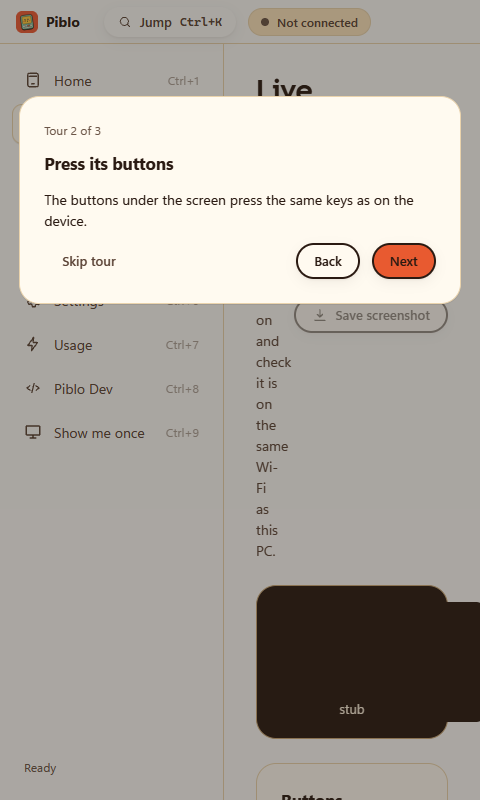 Piblo
Jump Ctrl+K
Not connected
Home Ctrl+1
Live
Tour 2 of 3
Press its buttons
The buttons under the screen press the same keys as on the
device.
Skip tour
Back
Next
Settings
Usage Ctrl+7
Piblo Dev Ctrl+8
Show me once Ctrl+9
Save screenshot
on
and
check
it is
on
the
same
Wi-
Fi
as
this
PC.
stub
Buttons
Ready